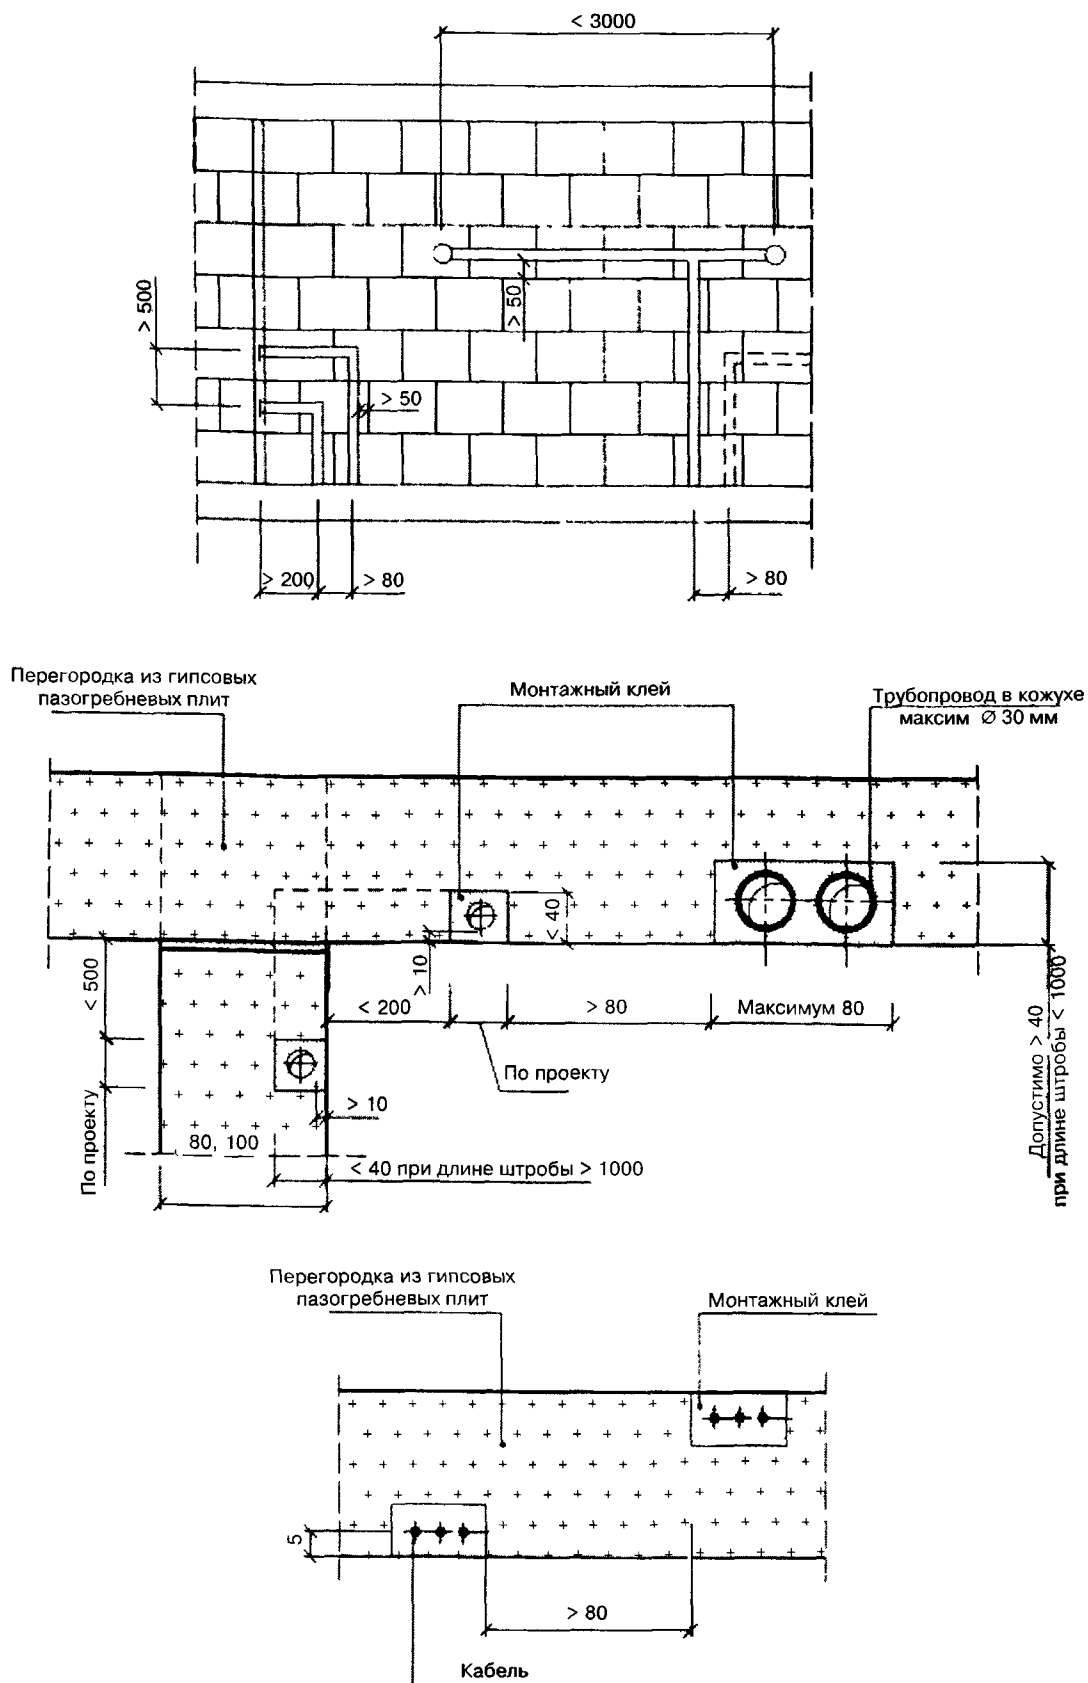 < 3000
> 500
> 50
> 50
> 200
> 80
> 80
Перегородка из гипсовых
пазогребневых плит
Монтажный клей
Трубопровод в кожухе
максим ∅ 30 мм
< 40
> 10
< 500
< 200
> 80
Максимум 80
По проекту
По проекту
> 10
80, 100
< 40 при длине штробы > 1000
Допустимо > 40
при длине штробы < 1000
Перегородка из гипсовых
пазогребневых плит
Монтажный клей
5
> 80
Кабель